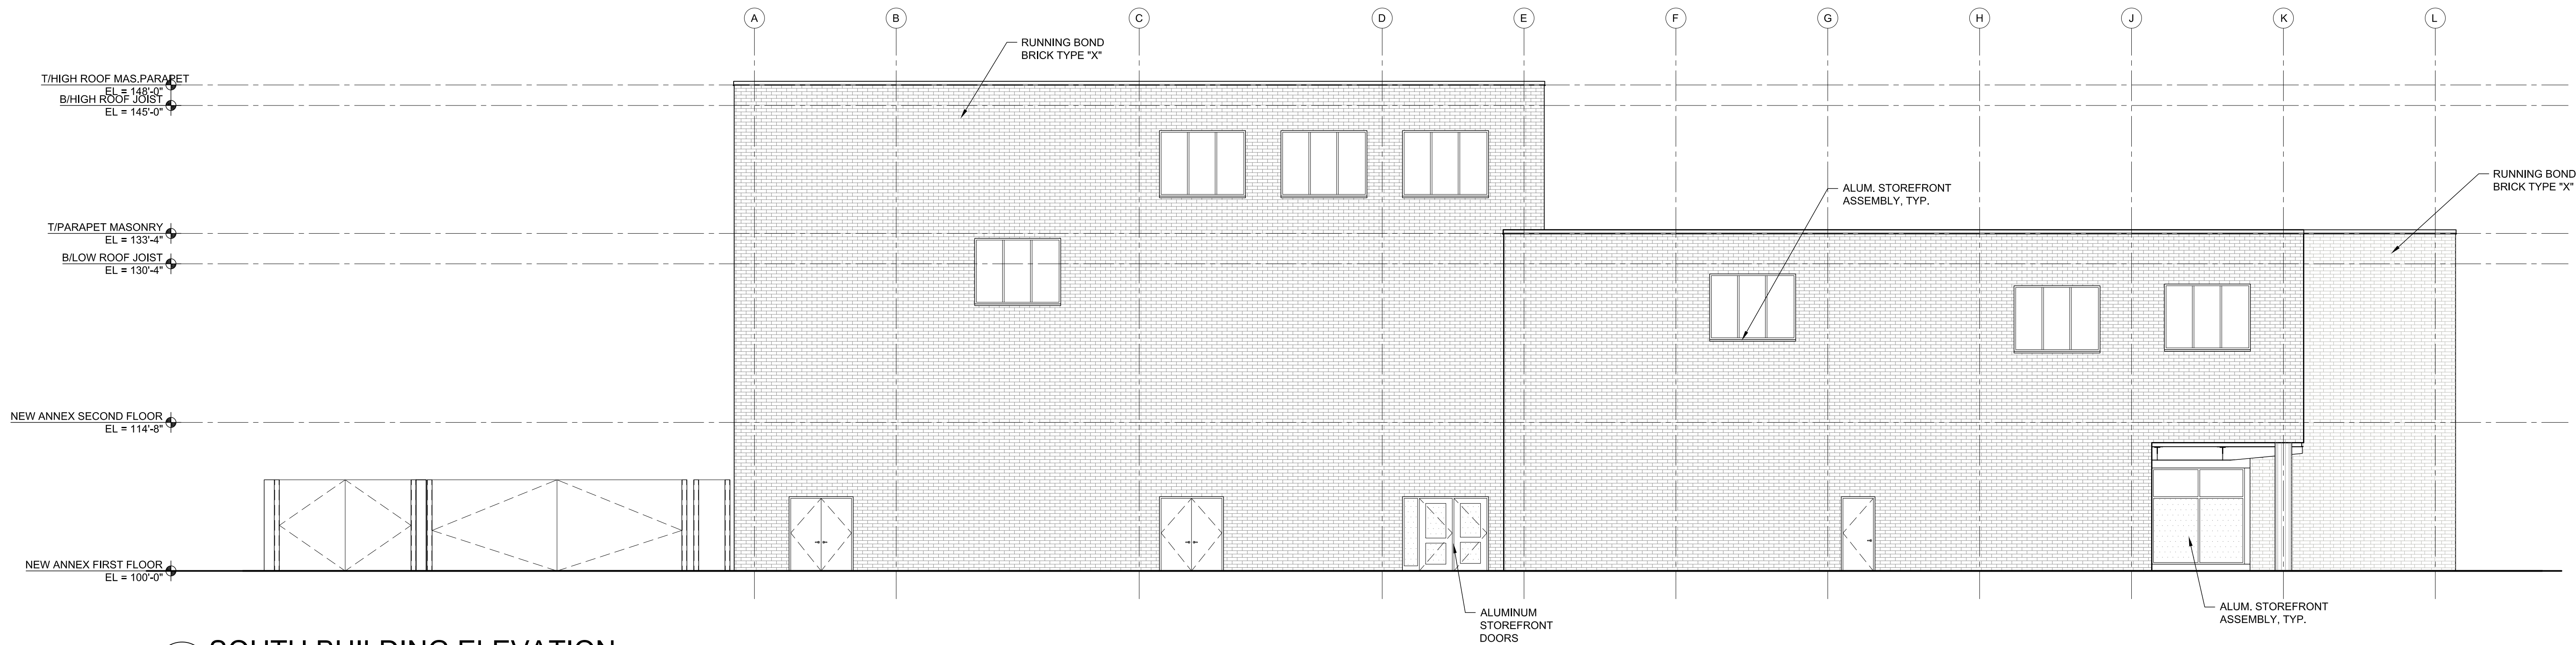 A B C D E F G H J K L
RUNNING BOND
BRICK TYPE "X"
T/HIGH ROOF MAS.PARAPET
EL = 148'-0"
B/HIGH ROOF JOIST
EL = 145'-0"
RUNNING BOND
BRICK TYPE "X"
ALUM. STOREFRONT
ASSEMBLY, TYP.
T/PARAPET MASONRY
EL = 133'-4"
B/LOW ROOF JOIST
EL = 130'-4"
NEW ANNEX SECOND FLOOR
EL = 114'-8"
NEW ANNEX FIRST FLOOR
EL = 100'-0"
ALUMINUM
STOREFRONT
DOORS
ALUM. STOREFRONT
ASSEMBLY, TYP.
SOUTH BUILDING ELEVATION